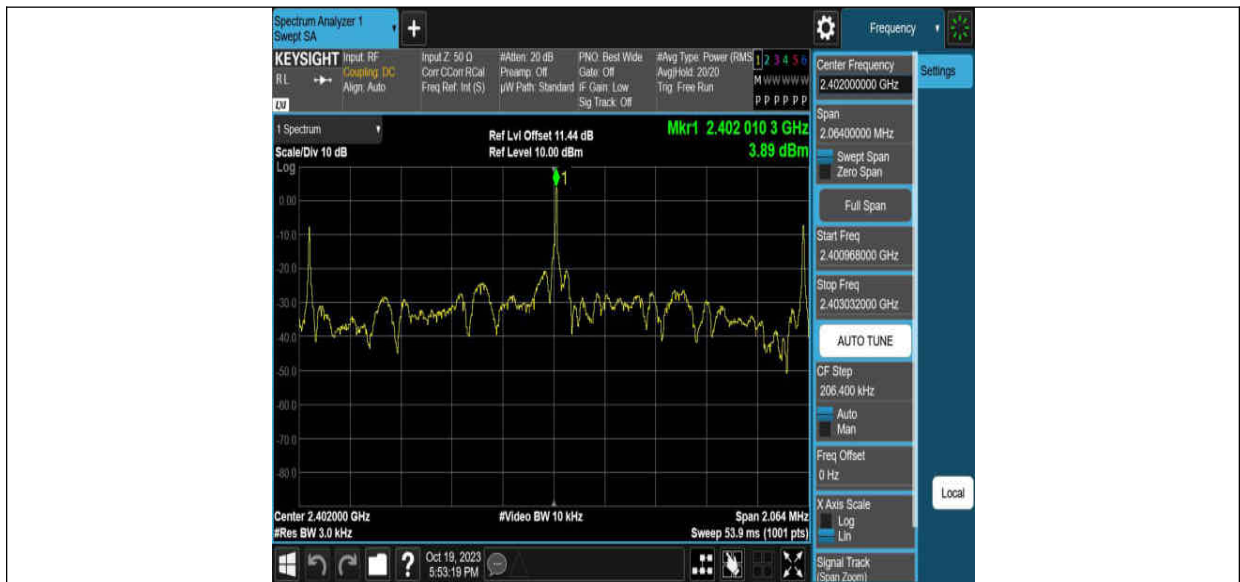 Spectrum Analyzer 1
Swept SA
+
Frequency
KEYSIGHT
RL
LXI
Input: RF
Coupling: DC
Align: Auto
Input Z: 50 Ω
Corr CCorr RCal
Freq Ref: Int (S)
#Atten: 20 dB
Preamp: Off
µW Path: Standard
PNO: Best Wide
Gate: Off
IF Gain: Low
Sig Track: Off
#Avg Type: Power (RMS
Avg|Hold: 20/20
Trig: Free Run
1 2 3 4 5 6
M W W W W W
P P P P P P
Center Frequency
2.402000000 GHz
Settings
1 Spectrum
Scale/Div 10 dB
Ref Lvl Offset 11.44 dB
Ref Level 10.00 dBm
Mkr1 2.402 010 3 GHz
3.89 dBm
Log
1
0.00
-10.0
-20.0
-30.0
-40.0
-50.0
-60.0
-70.0
-80.0
Span
2.06400000 MHz
Swept Span
Zero Span
Full Span
Start Freq
2.400968000 GHz
Stop Freq
2.403032000 GHz
AUTO TUNE
CF Step
206.400 kHz
Auto
Man
Freq Offset
0 Hz
X Axis Scale
Log
Lin
Signal Track
(Span Zoom)
Local
Center 2.402000 GHz
#Res BW 3.0 kHz
#Video BW 10 kHz
Span 2.064 MHz
Sweep 53.9 ms (1001 pts)
?
Oct 19, 2023
5:53:19 PM